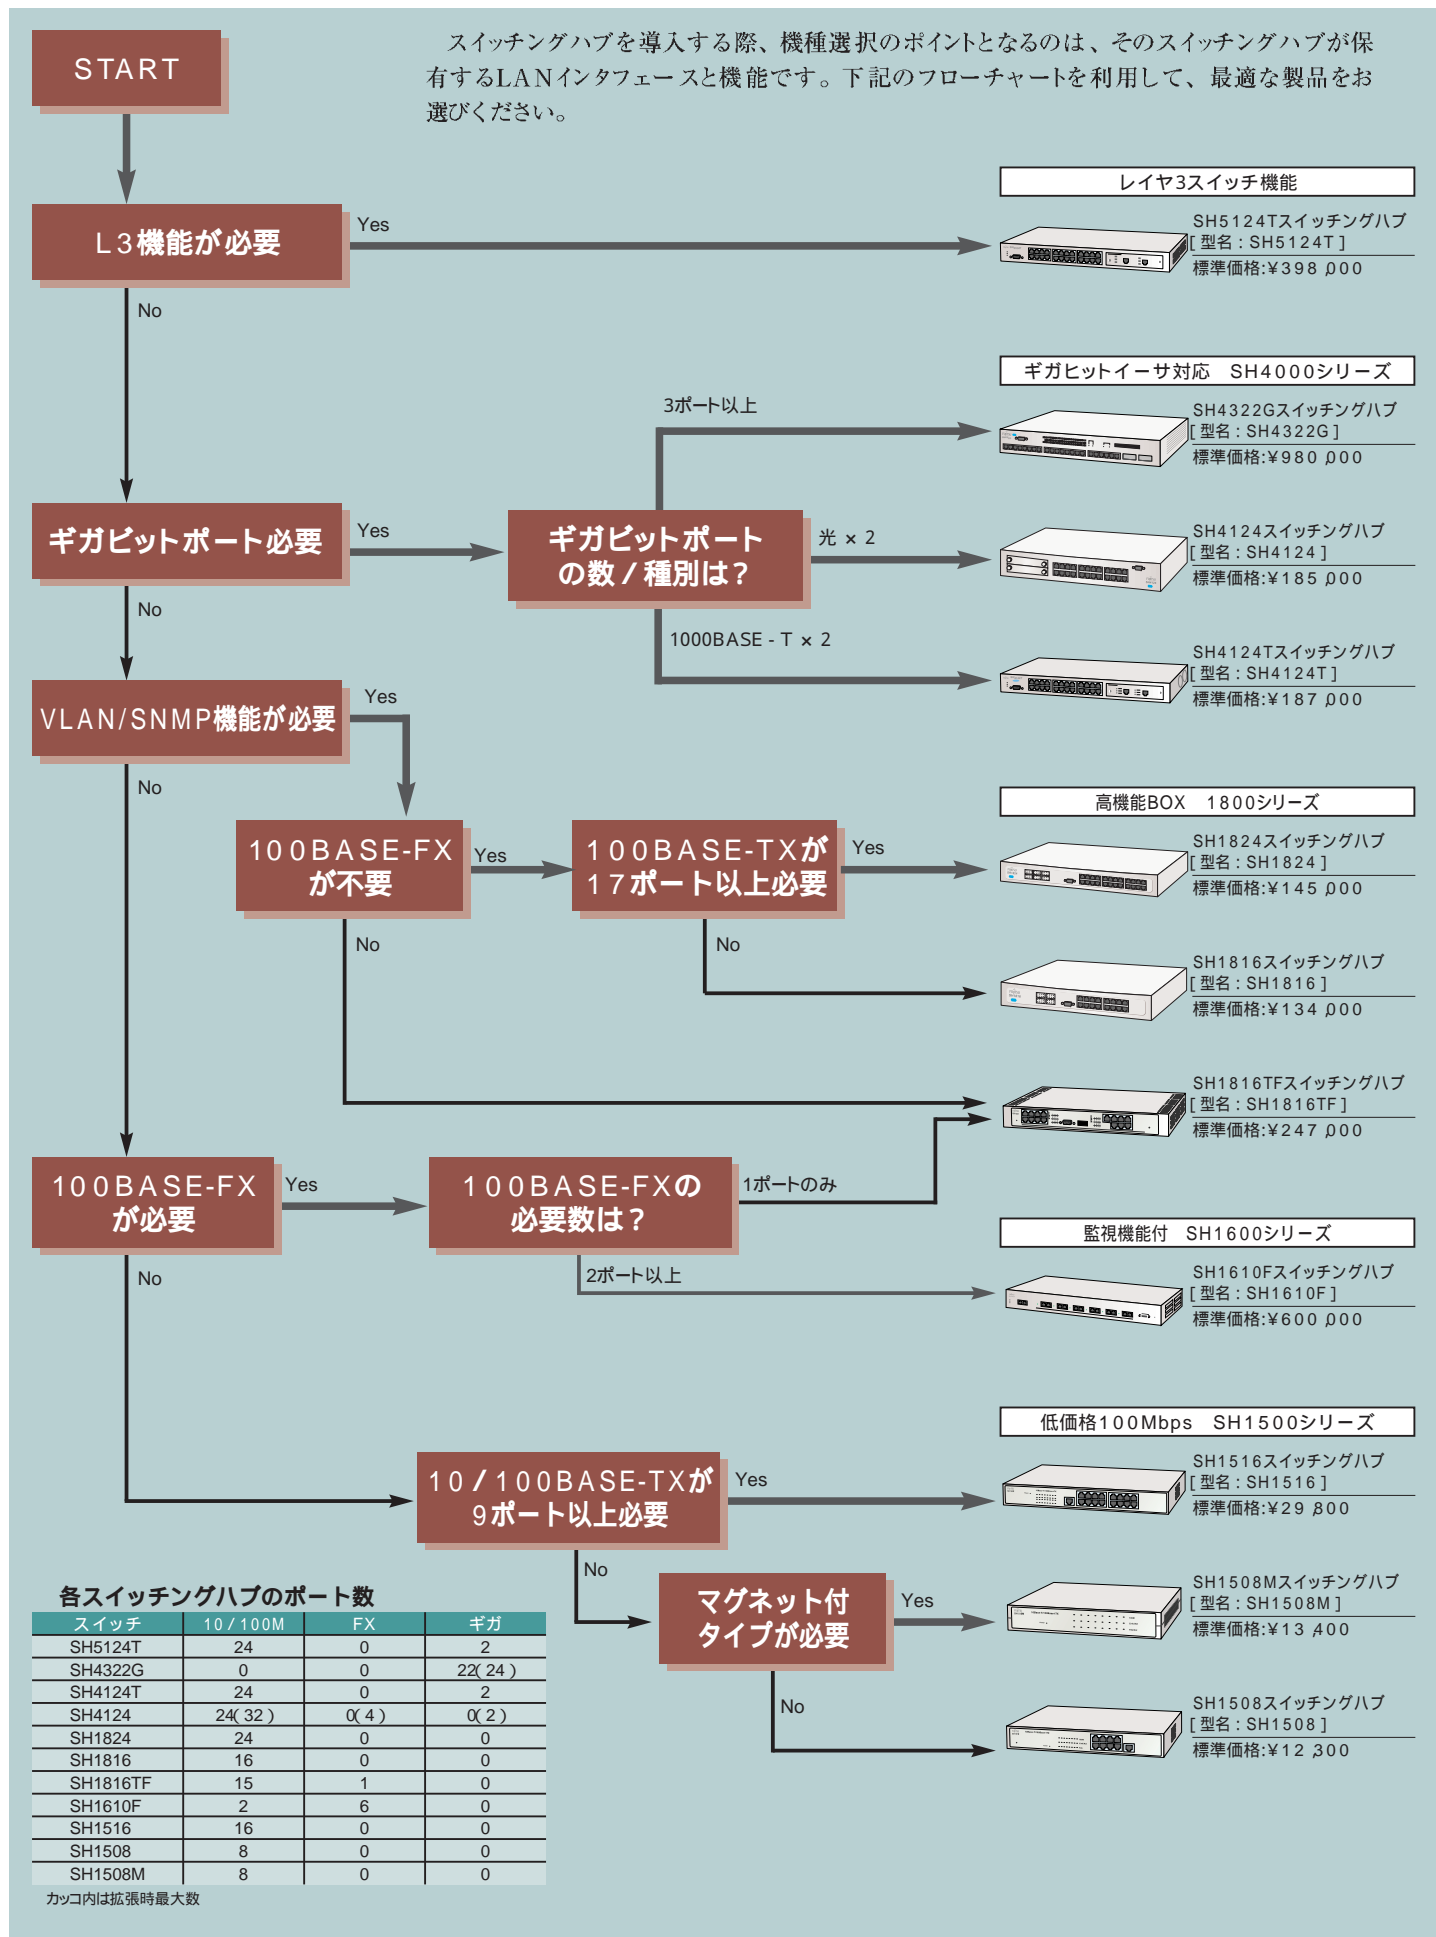 START
スイッチングハブを導入する際、機種選択のポイントとなるのは、そのスイッチングハブが保
有するLANインタフェースと機能です。下記のフローチャートを利用して、最適な製品をお
選びください。
レイヤ3スイッチ機能
L3機能が必要
Yes
No
SH5124Tスイッチングハブ
[型名:SH5124T]
標準価格:¥398,000
ギガビットイーサ対応 SH4000シリーズ
3ポート以上
SH4322Gスイッチングハブ
[型名:SH4322G]
標準価格:¥980,000
ギガビットポート必要
Yes
No
ギガビットポート
の数/種別は?
光×2
SH4124スイッチングハブ
[型名:SH4124]
標準価格:¥185,000
1000BASE-T×2
SH4124Tスイッチングハブ
[型名:SH4124T]
標準価格:¥187,000
VLAN/SNMP機能が必要
Yes
No
高機能BOX 1800シリーズ
100BASE-FX
が不要
Yes
No
100BASE-TXが
17ポート以上必要
Yes
No
SH1824スイッチングハブ
[型名:SH1824]
標準価格:¥145,000
SH1816スイッチングハブ
[型名:SH1816]
標準価格:¥134,000
SH1816TFスイッチングハブ
[型名:SH1816TF]
標準価格:¥247,000
100BASE-FX
が必要
Yes
No
100BASE-FXの
必要数は?
1ポートのみ
2ポート以上
監視機能付 SH1600シリーズ
SH1610Fスイッチングハブ
[型名:SH1610F]
標準価格:¥600,000
低価格100Mbps SH1500シリーズ
10/100BASE-TXが
9ポート以上必要
Yes
No
SH1516スイッチングハブ
[型名:SH1516]
標準価格:¥29,800
マグネット付
タイプが必要
Yes
No
SH1508Mスイッチングハブ
[型名:SH1508M]
標準価格:¥13,400
SH1508スイッチングハブ
[型名:SH1508]
標準価格:¥12,300
各スイッチングハブのポート数
スイッチ 10/100M FX ギガ
SH5124T 24 0 2
SH4322G 0 0 22(24)
SH4124T 24 0 2
SH4124 24(32) 0(4) 0(2)
SH1824 24 0 0
SH1816 16 0 0
SH1816TF 15 1 0
SH1610F 2 6 0
SH1516 16 0 0
SH1508 8 0 0
SH1508M 8 0 0
カッコ内は拡張時最大数